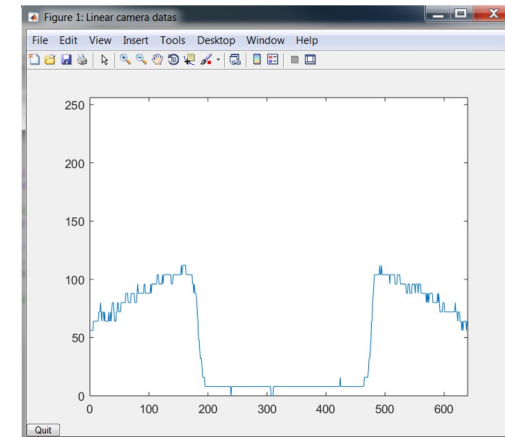 Figure 1: Linear camera datas
File Edit View Insert Tools Desktop Window Help
250
200
150
100
50
0
0 100 200 300 400 500 600
Quit